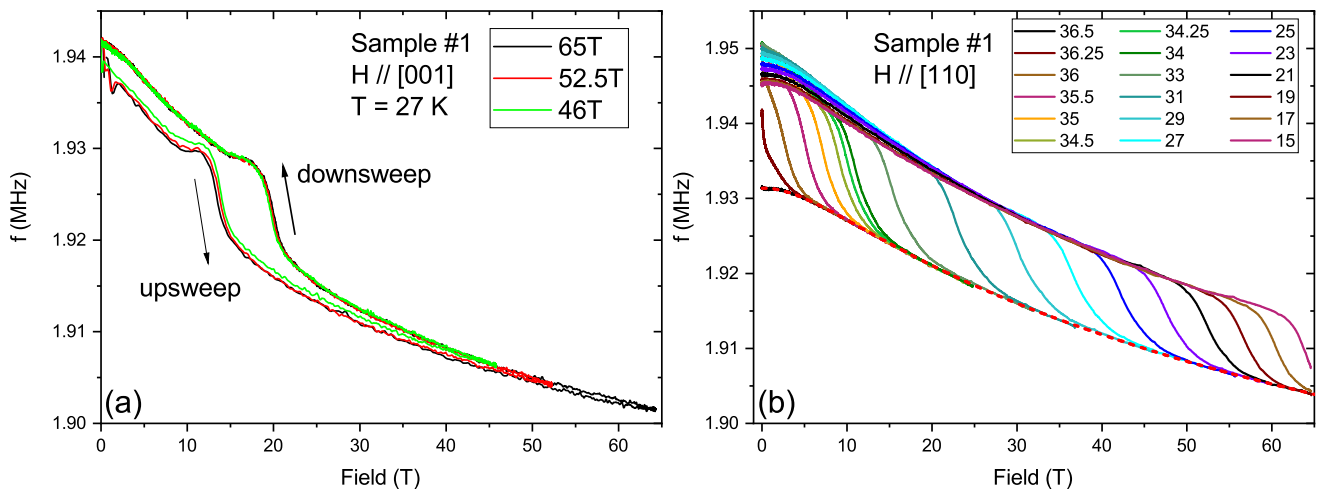 Sample #1
H // [001]
T = 27 K
65T
52.5T
46T
downsweep
upsweep
(a)
f (MHz)
1.94
1.93
1.92
1.91
1.90
0 10 20 30 40 50 60
Field (T)
Sample #1
H // [110]
36.5 34.25 25
36.25 34 23
36 33 21
35.5 31 19
35 29 17
34.5 27 15
(b)
f (MHz)
1.95
1.94
1.93
1.92
1.91
1.90
0 10 20 30 40 50 60
Field (T)